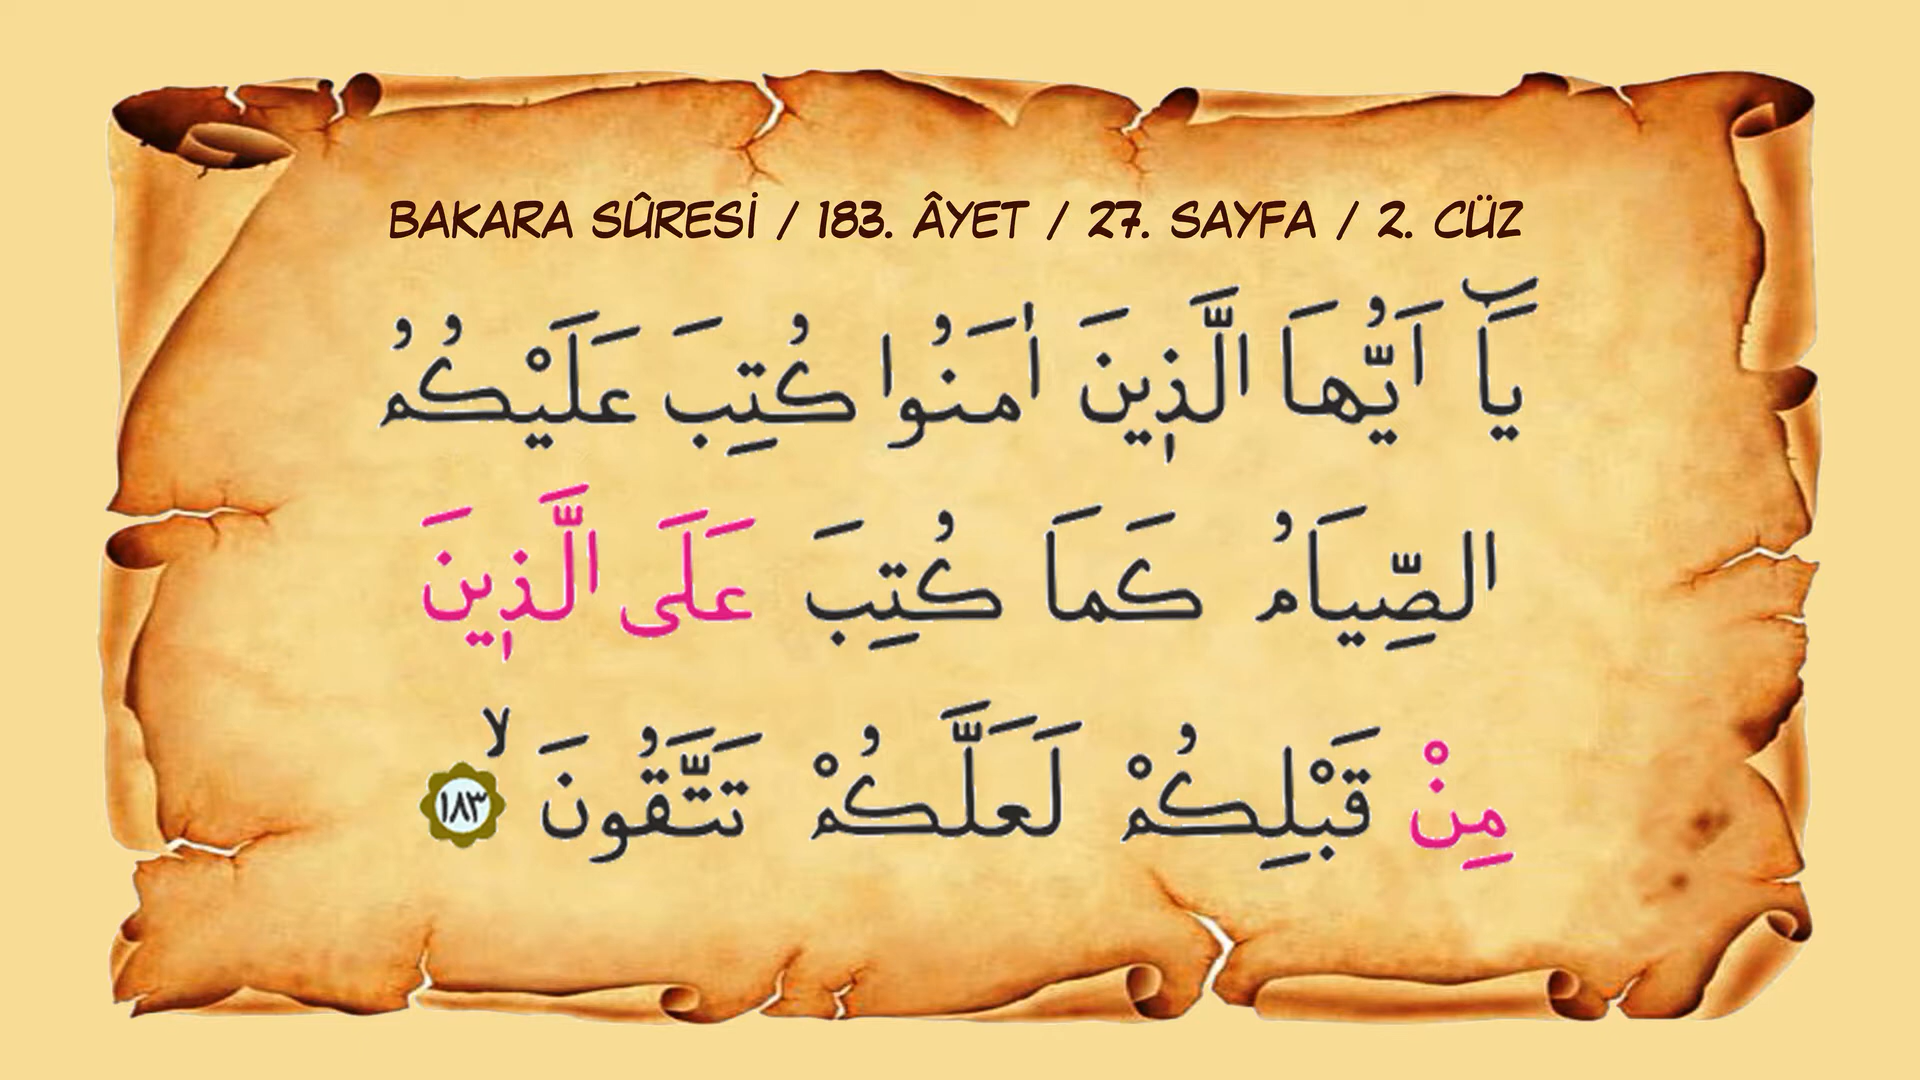 BAKARA SÛRESİ / 183. ÂYET / 27. SAYFA / 2. CÜZ
يَٓا اَيُّهَا الَّذ۪ينَ اٰمَنُوا كُتِبَ عَلَيْكُمُ
الصِّيَامُ كَمَا كُتِبَ عَلَى الَّذ۪ينَ
مِنْ قَبْلِكُمْ لَعَلَّكُمْ تَتَّقُونَۙ ١٨٣